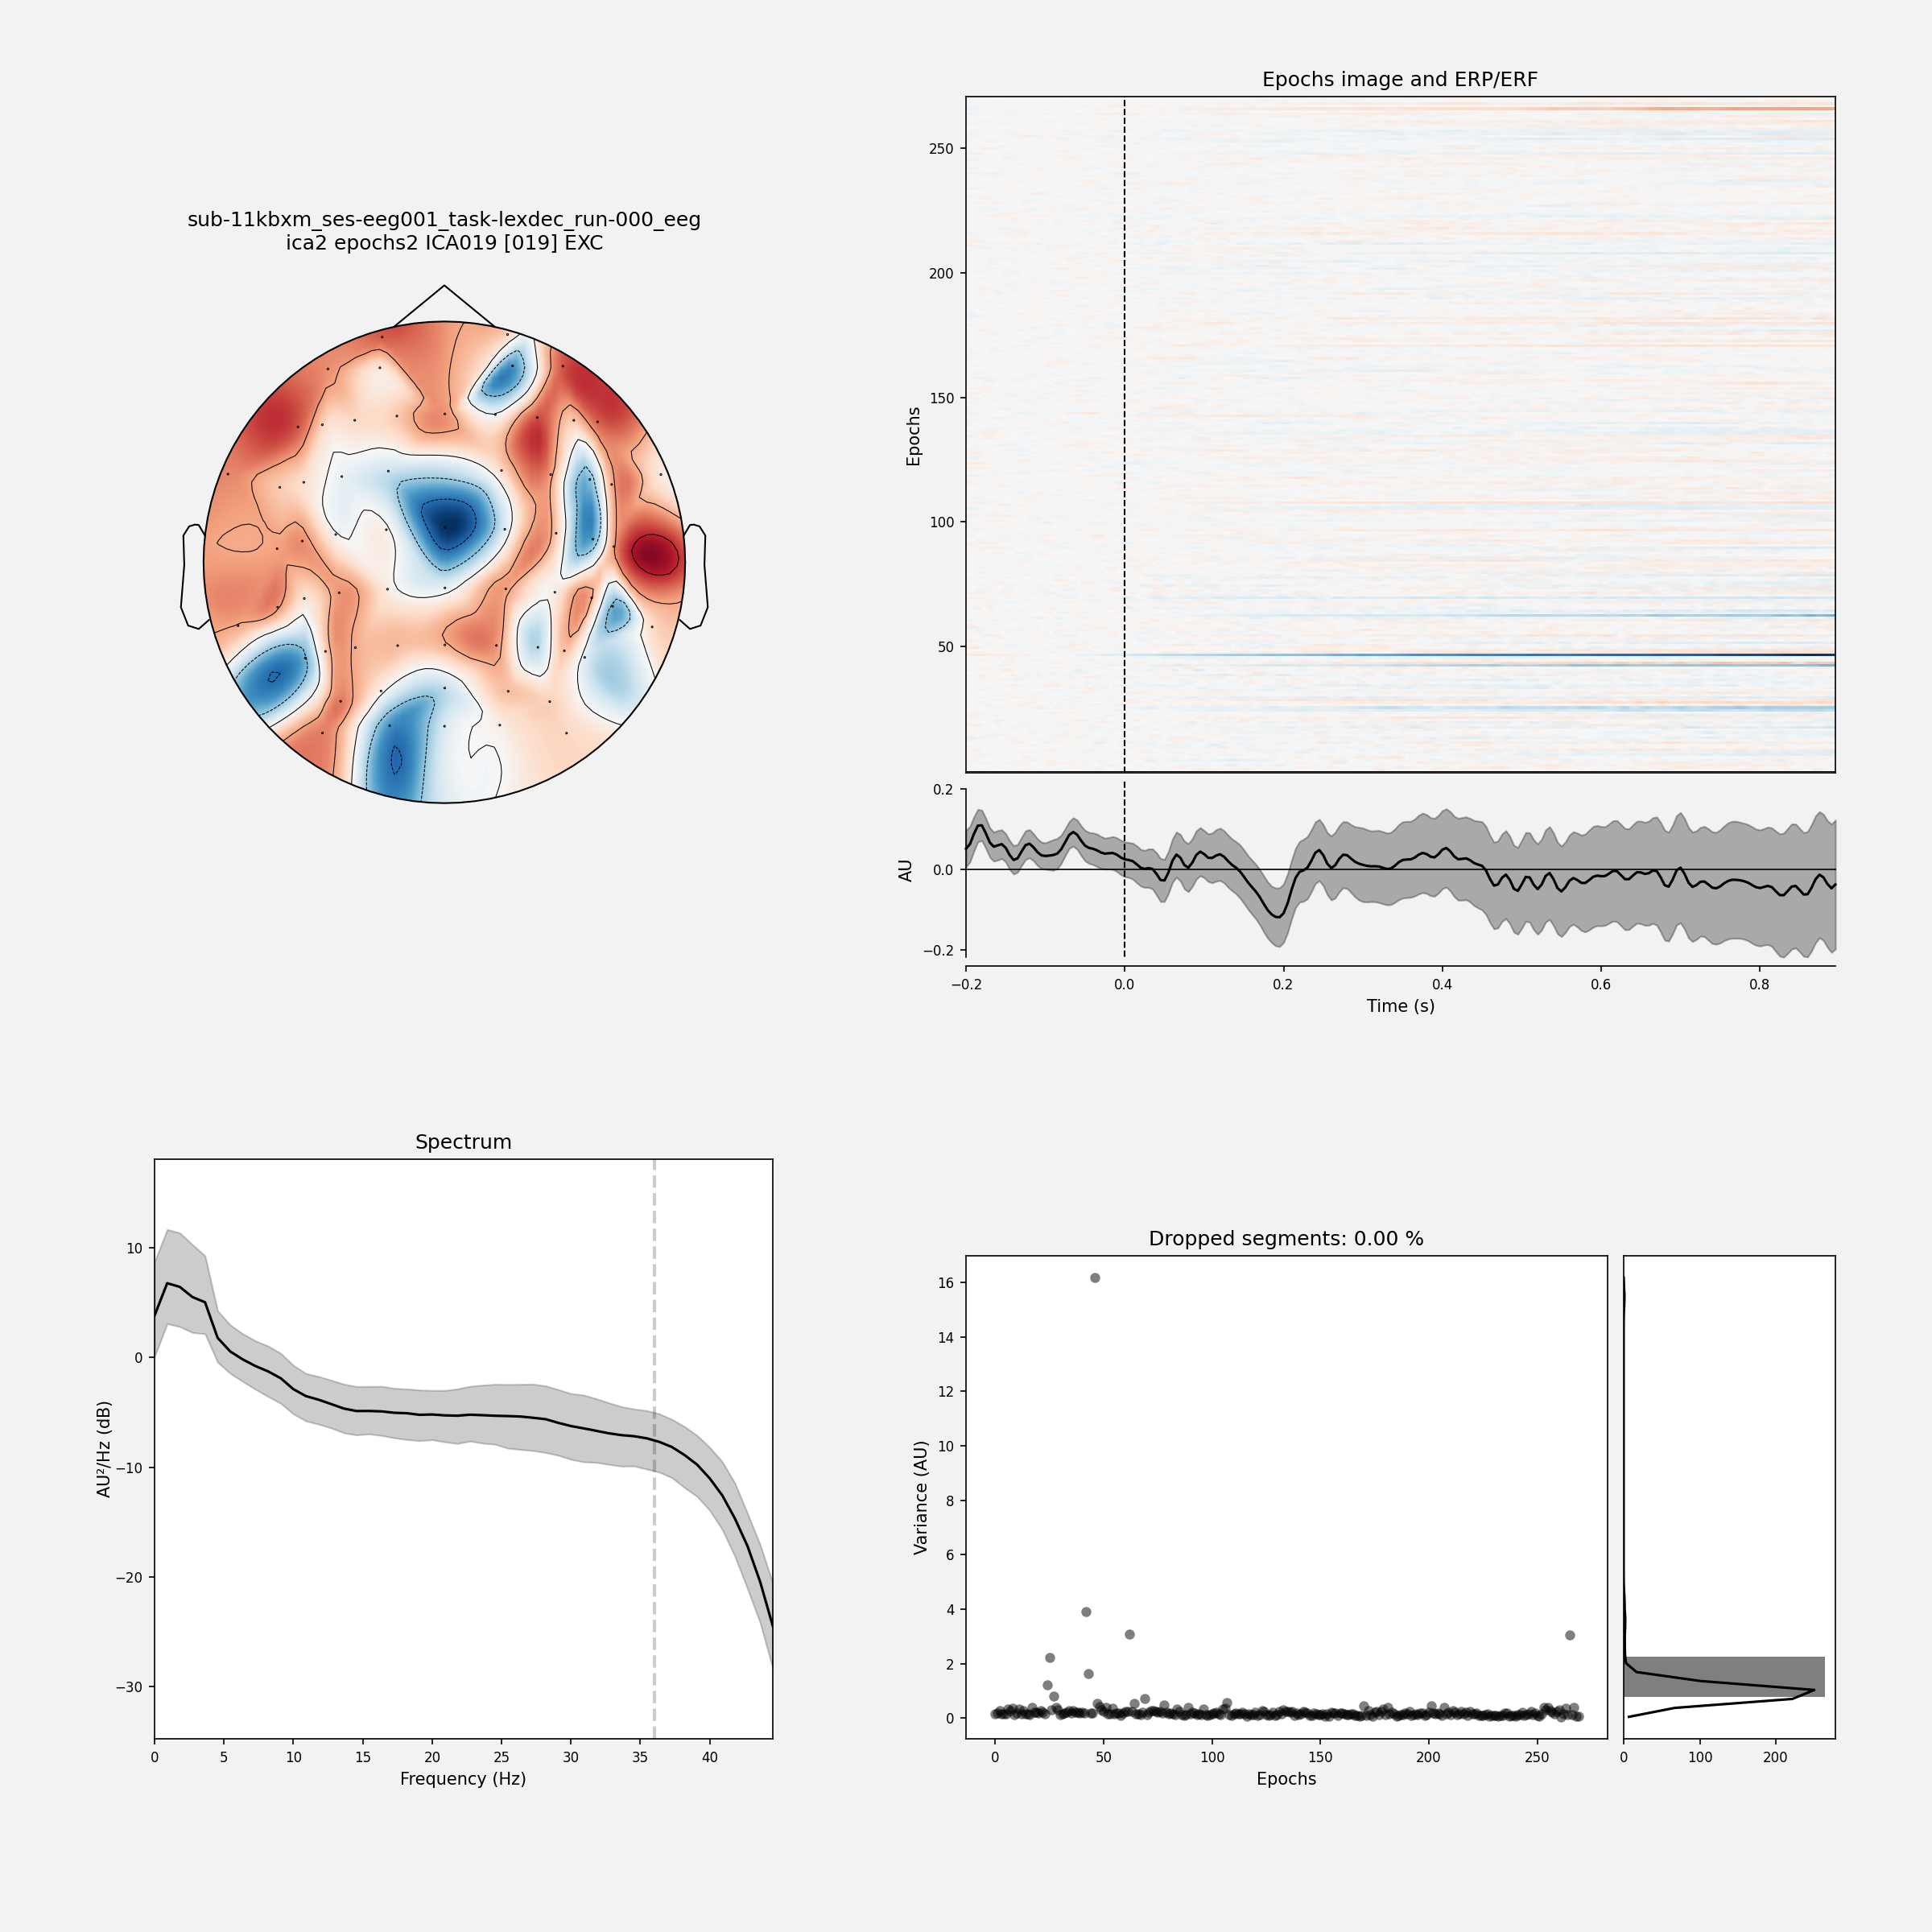 sub-11kbxm_ses-eeg001_task-lexdec_run-000_eeg
ica2 epochs2 ICA019 [019] EXC
Epochs image and ERP/ERF
Epochs
250
200
150
100
50
AU
0.2
0.0
−0.2
−0.2 0.0 0.2 0.4 0.6 0.8
Time (s)
Spectrum
AU²/Hz (dB)
10
0
−10
−20
−30
0 5 10 15 20 25 30 35 40
Frequency (Hz)
Dropped segments: 0.00 %
Variance (AU)
16
14
12
10
8
6
4
2
0
0 50 100 150 200 250
Epochs
0 100 200